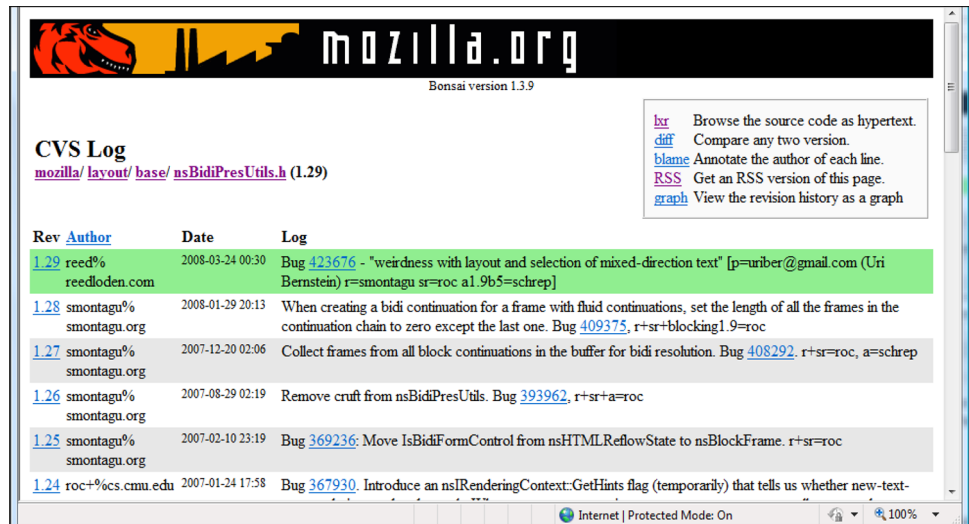 mozilla.org
Bonsai version 1.3.9
lxr Browse the source code as hypertext.
diff Compare any two version.
blame Annotate the author of each line.
RSS Get an RSS version of this page.
graph View the revision history as a graph
CVS Log
mozilla/ layout/ base/ nsBidiPresUtils.h (1.29)
Rev Author Date Log
1.29 reed% 2008-03-24 00:30 Bug 423676 - "weirdness with layout and selection of mixed-direction text" [p=uriber@gmail.com (Uri
reedloden.com Bernstein) r=smontagu sr=roc a1.9b5=schrep]
1.28 smontagu% 2008-01-29 20:13 When creating a bidi continuation for a frame with fluid continuations, set the length of all the frames in the
smontagu.org continuation chain to zero except the last one. Bug 409375, r+sr+blocking1.9=roc
1.27 smontagu% 2007-12-20 02:06 Collect frames from all block continuations in the buffer for bidi resolution. Bug 408292. r+sr=roc, a=schrep
smontagu.org
1.26 smontagu% 2007-08-29 02:19 Remove cruft from nsBidiPresUtils. Bug 393962, r+sr+a=roc
smontagu.org
1.25 smontagu% 2007-02-10 23:19 Bug 369236: Move IsBidiFormControl from nsHTMLReflowState to nsBlockFrame. r+sr=roc
smontagu.org
1.24 roc+%cs.cmu.edu 2007-01-24 17:58 Bug 367930. Introduce an nsIRenderingContext::GetHints flag (temporarily) that tells us whether new-text-
Internet | Protected Mode: On 100%